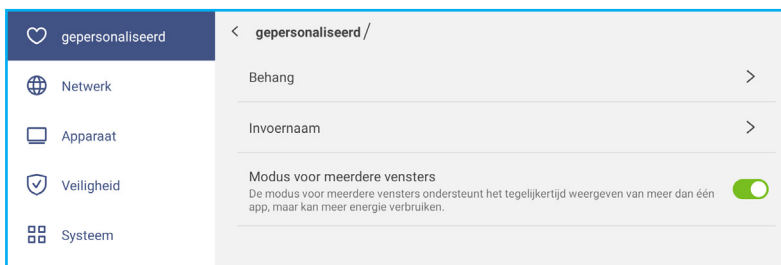 gepersonaliseerd
Netwerk
Apparaat
Veiligheid
Systeem
gepersonaliseerd /
Behang
Invoernaam
Modus voor meerdere vensters
De modus voor meerdere vensters ondersteunt het tegelijkertijd weergeven van meer dan één
app, maar kan meer energie verbruiken.